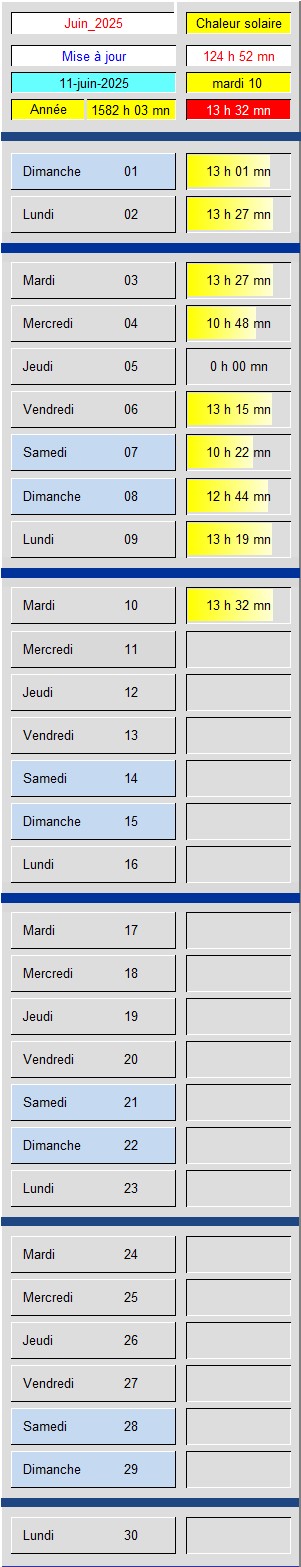 Juin_2025 Chaleur solaire
Mise à jour 124 h 52 mn
11-juin-2025 mardi 10
Année 1582 h 03 mn 13 h 32 mn
Dimanche 01 13 h 01 mn
Lundi 02 13 h 27 mn
Mardi 03 13 h 27 mn
Mercredi 04 10 h 48 mn
Jeudi 05 0 h 00 mn
Vendredi 06 13 h 15 mn
Samedi 07 10 h 22 mn
Dimanche 08 12 h 44 mn
Lundi 09 13 h 19 mn
Mardi 10 13 h 32 mn
Mercredi 11
Jeudi 12
Vendredi 13
Samedi 14
Dimanche 15
Lundi 16
Mardi 17
Mercredi 18
Jeudi 19
Vendredi 20
Samedi 21
Dimanche 22
Lundi 23
Mardi 24
Mercredi 25
Jeudi 26
Vendredi 27
Samedi 28
Dimanche 29
Lundi 30